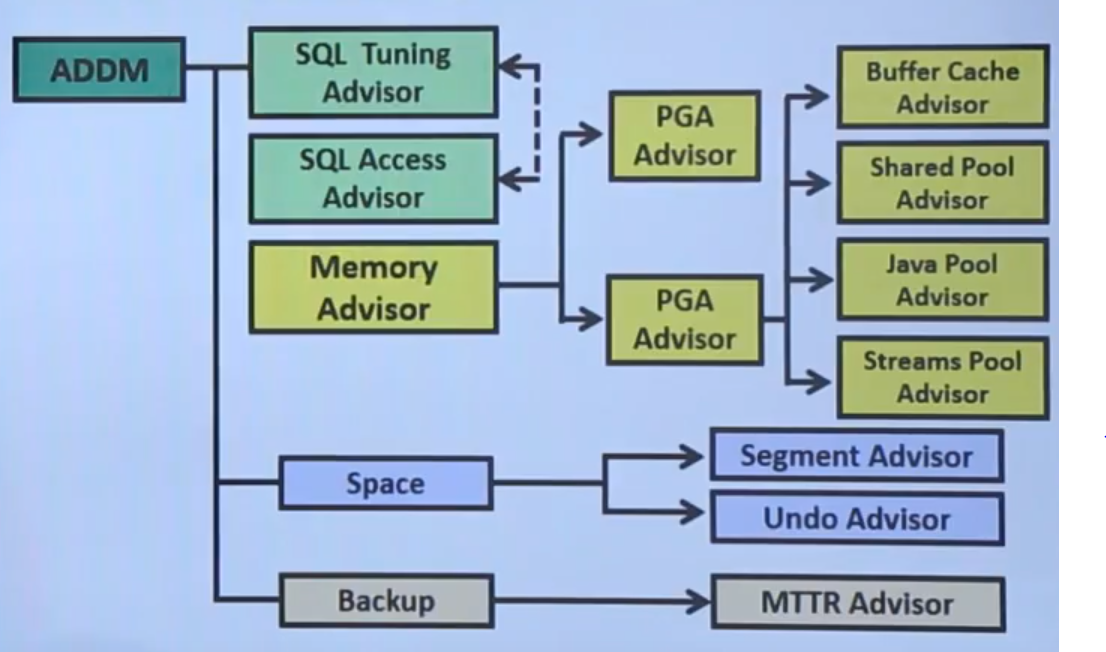 ADDM
SQL Tuning
Advisor
SQL Access
Advisor
Memory
Advisor
PGA
Advisor
PGA
Advisor
Buffer Cache
Advisor
Shared Pool
Advisor
Java Pool
Advisor
Streams Pool
Advisor
Space
Segment Advisor
Undo Advisor
Backup
MTTR Advisor